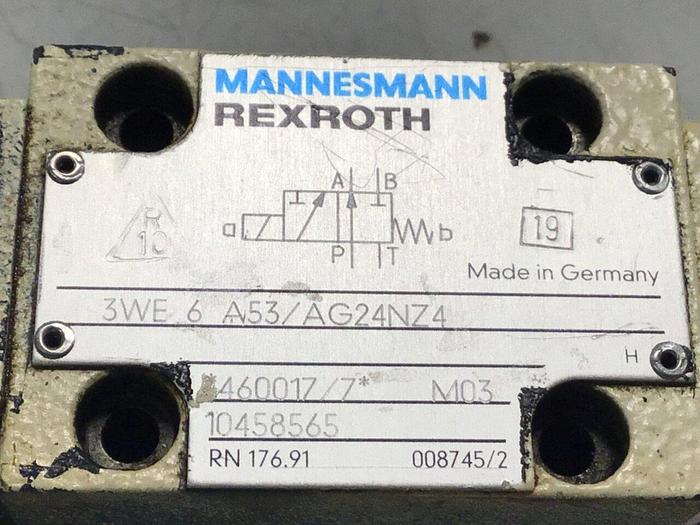 MANNESMANN
REXROTH
A B
a b
P T
19
Made in Germany
3WE 6 A53/AG24NZ4
H
*460017/7* M03
10458565
RN 176.91 008745/2